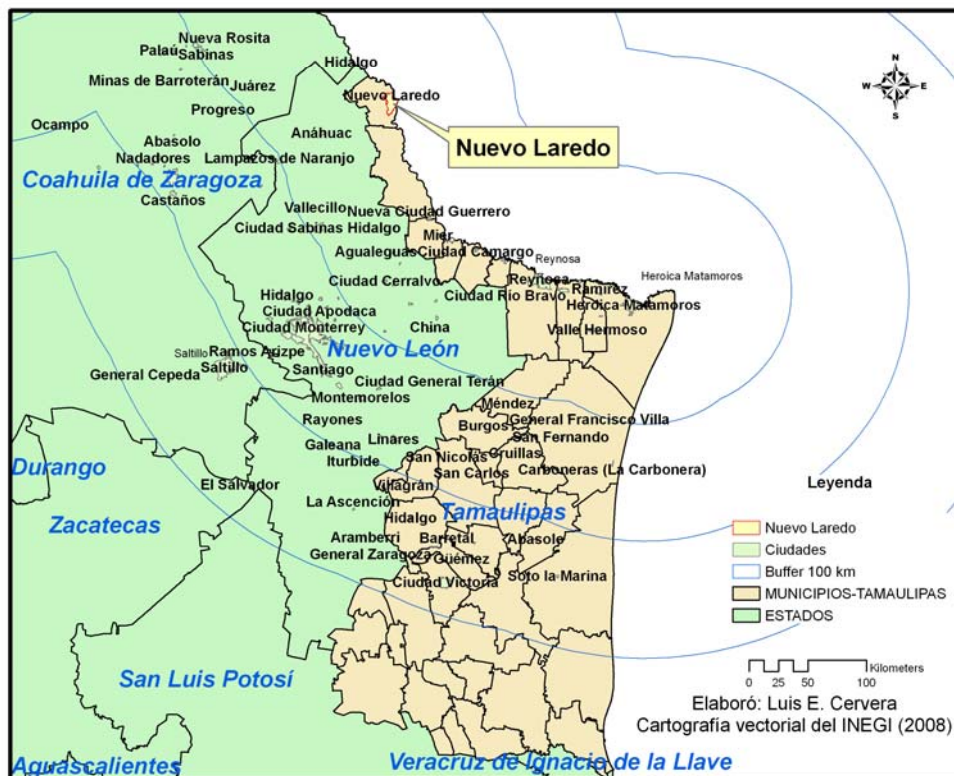 Nueva Rosita
Palaú
Sabinas
Hidalgo
Minas de Barroterán
Juárez
Nuevo Laredo
Progreso
Ocampo
Anáhuac
Abasolo
Nuevo Laredo
Nadadores
Lampazos de Naranjo
Coahuila de Zaragoza
Castaños
Vallecillo
Nueva Ciudad Guerrero
Ciudad Sabinas Hidalgo
Mier
Agualeguas
Ciudad Camargo
Reynosa
Ciudad Cerralvo
Reynosa
Heroica Matamoros
Hidalgo
Ciudad Río Bravo
Ramírez
Heroica Matamoros
Ciudad Apodaca
Ciudad Monterrey
China
Valle Hermoso
Nuevo León
Saltillo
Ramos Arizpe
Saltillo
General Cepeda
Santiago
Ciudad General Terán
Montemorelos
Méndez
Rayones
Burgos
General Francisco Villa
San Fernando
Galeana
Linares
Iturbide
San Nicolás
Cruillas
San Carlos
Carboneras (La Carbonera)
Durango
El Salvador
Villagrán
La Ascención
Zacatecas
Hidalgo
Tamaulipas
Aramberri
Barretal
Abasolo
General Zaragoza
Güémez
Ciudad Victoria
Soto la Marina
San Luis Potosí
Aguascalientes
Veracruz de Ignacio de la Llave
N
W E
S
Leyenda
Nuevo Laredo
Ciudades
Buffer 100 km
MUNICIPIOS-TAMAULIPAS
ESTADOS
Kilometers
0 25 50 100
Elaboró: Luis E. Cervera
Cartografía vectorial del INEGI (2008)